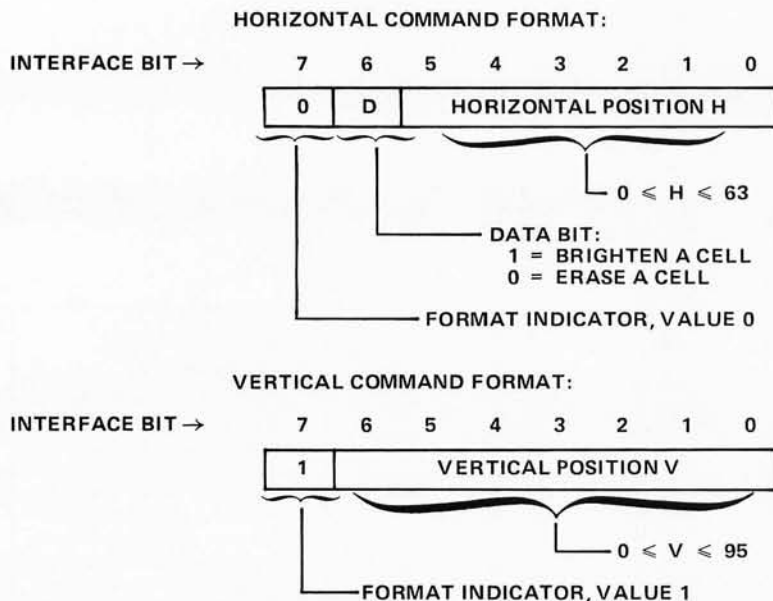 HORIZONTAL COMMAND FORMAT:
INTERFACE BIT → 7 6 5 4 3 2 1 0
0 D HORIZONTAL POSITION H
0 ⩽ H ⩽ 63
DATA BIT:
1 = BRIGHTEN A CELL
0 = ERASE A CELL
FORMAT INDICATOR, VALUE 0
VERTICAL COMMAND FORMAT:
INTERFACE BIT → 7 6 5 4 3 2 1 0
1 VERTICAL POSITION V
0 ⩽ V ⩽ 95
FORMAT INDICATOR, VALUE 1